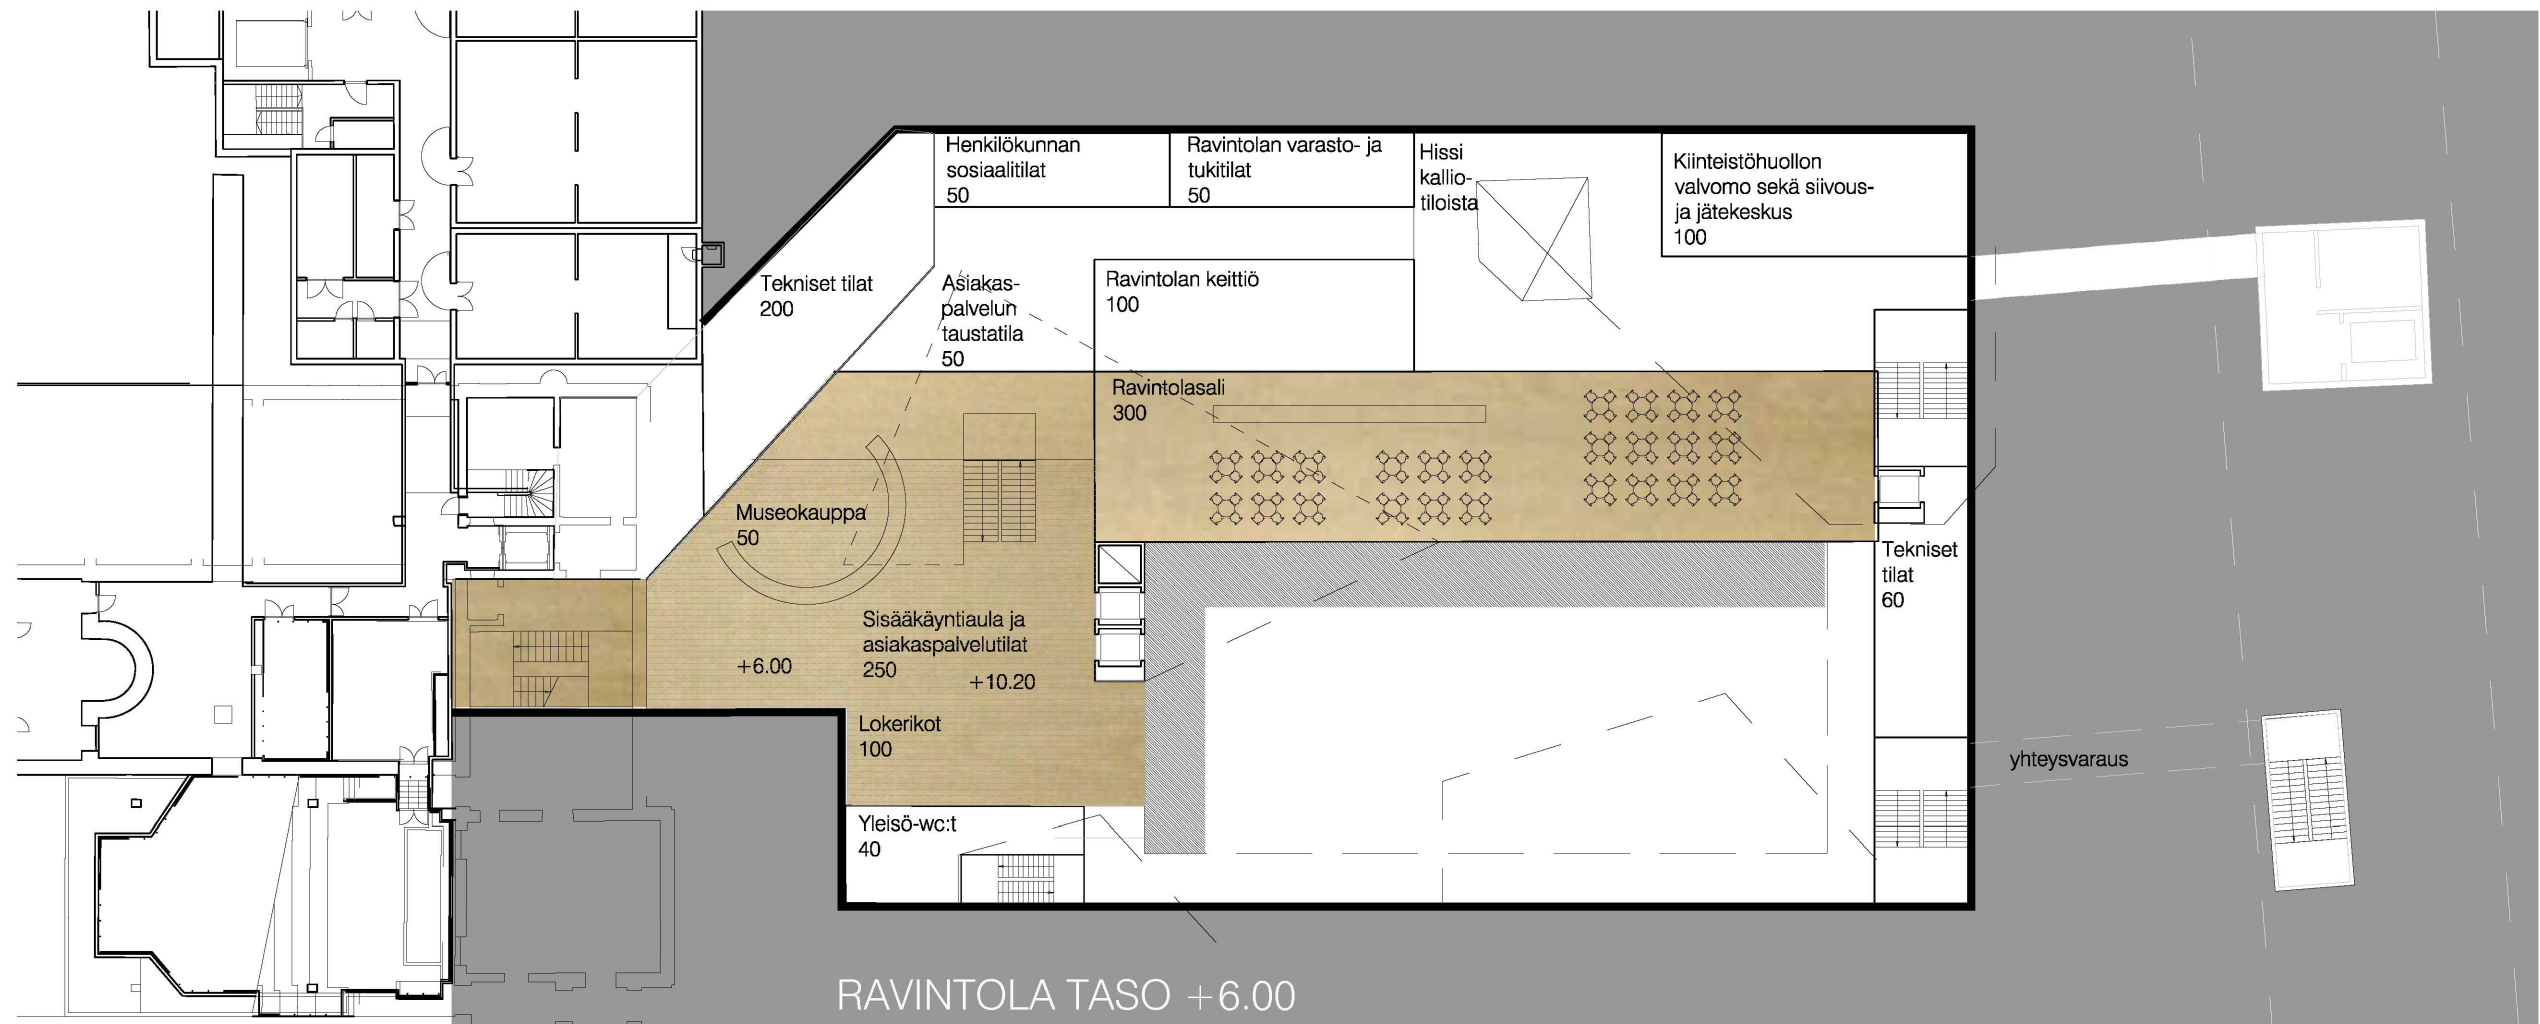 Henkilökunnan
sosiaalitilat
50
Ravintolan varasto- ja
tukitilat
50
Hissi
kallio-
tiloista
Kiinteistöhuollon
valvomo sekä siivous-
ja jätekeskus
100
Tekniset tilat
200
Asiakas-
palvelun
taustatila
50
Ravintolan keittiö
100
Ravintolasali
300
Museokauppa
50
Tekniset
tilat
60
Sisääkäyntiaula ja
asiakaspalvelutilat
250
+6.00
+10.20
Lokerikot
100
yhteysvaraus
Yleisö-wc:t
40
RAVINTOLA TASO +6.00